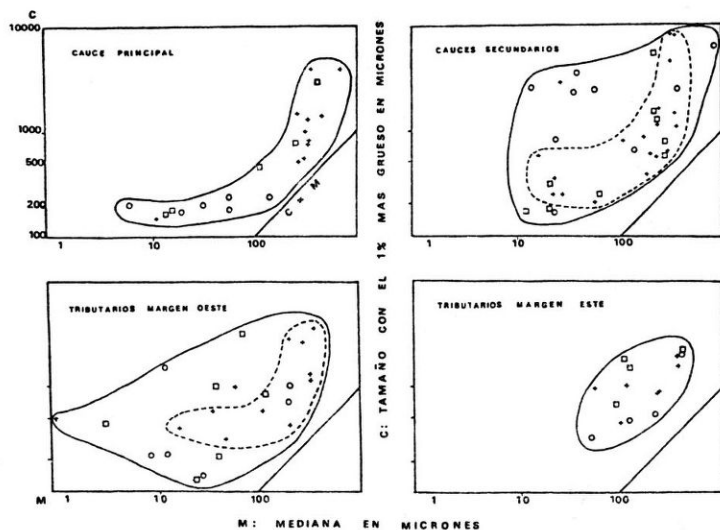 C
10000
1000
500
200
100
CAUCE PRINCIPAL
C = M
1
10
100
CAUCES SECUNDARIOS
1
10
100
C: TAMAÑO CON EL 1% MAS GRUESO EN MICRONES
TRIBUTARIOS MARGEN OESTE
M
1
10
100
TRIBUTARIOS MARGEN ESTE
1
10
100
M: MEDIANA EN MICRONES